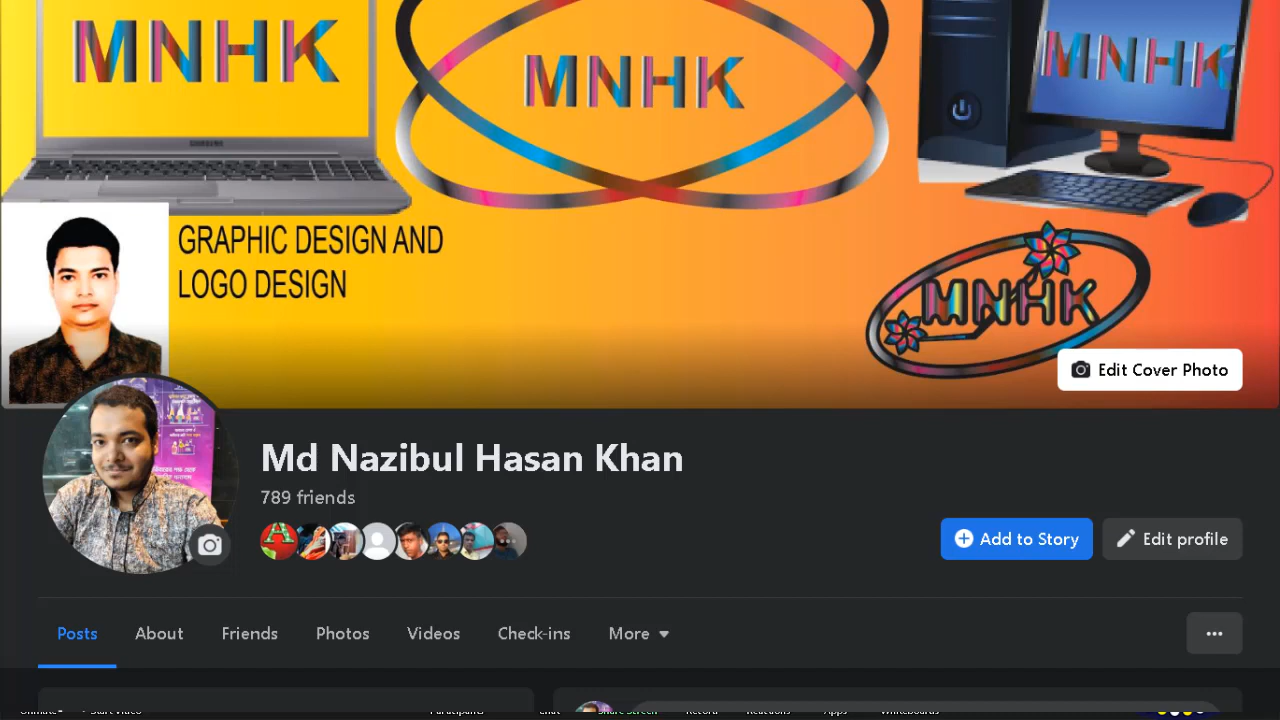 MNHK
MNHK
MNHK
SAMSUNG
GRAPHIC DESIGN AND
LOGO DESIGN
MNHK
Edit Cover Photo
Md Nazibul Hasan Khan
789 friends
Add to Story
Edit profile
Posts
About
Friends
Photos
Videos
Check-ins
More